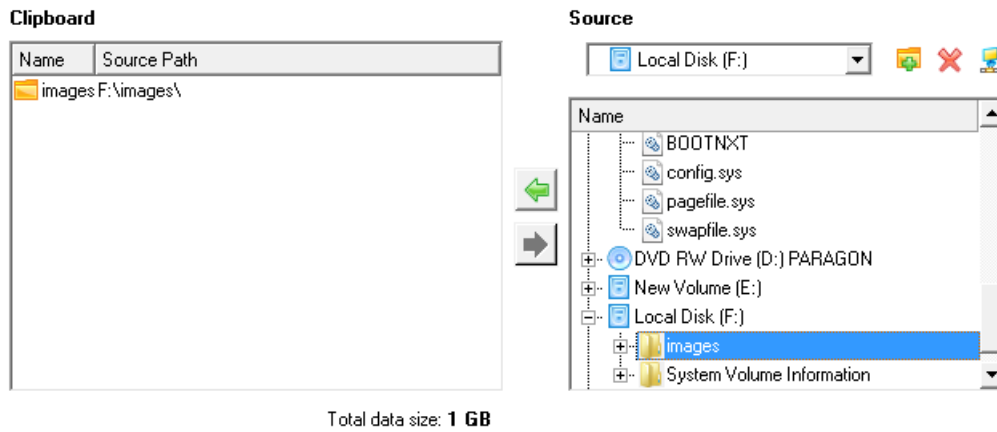 Clipboard
Name Source Path
images F:\images\
Total data size: 1 GB
Source
Local Disk (F:)
Name
BOOTNXT
config.sys
pagefile.sys
swapfile.sys
DVD RW Drive (D:) PARAGON
New Volume (E:)
Local Disk (F:)
images
System Volume Information